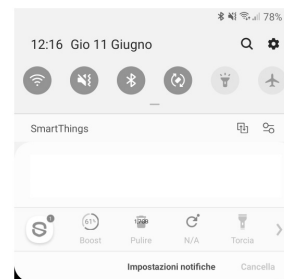 78%
12:16 Gio 11 Giugno
SmartThings
61%
Boost Pulire N/A Torcia
Impostazioni notifiche Cancella